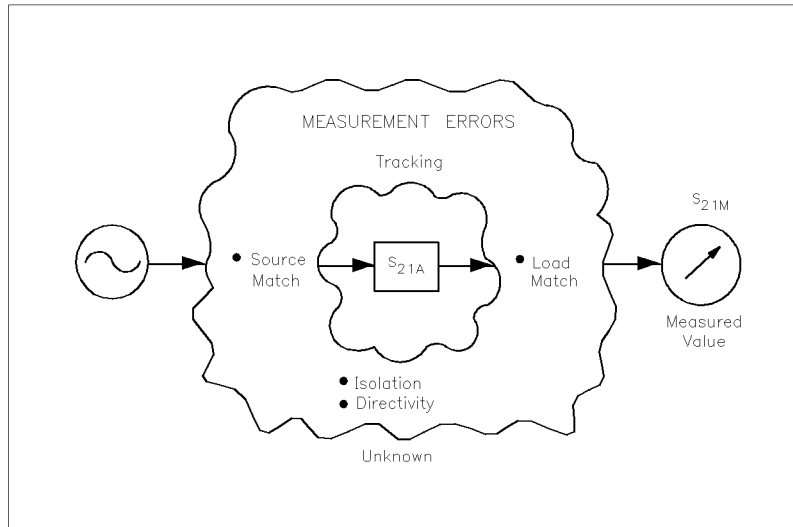 MEASUREMENT ERRORS
Tracking
S21M
• Source
Match
S21A
• Load
Match
Measured
Value
• Isolation
• Directivity
Unknown